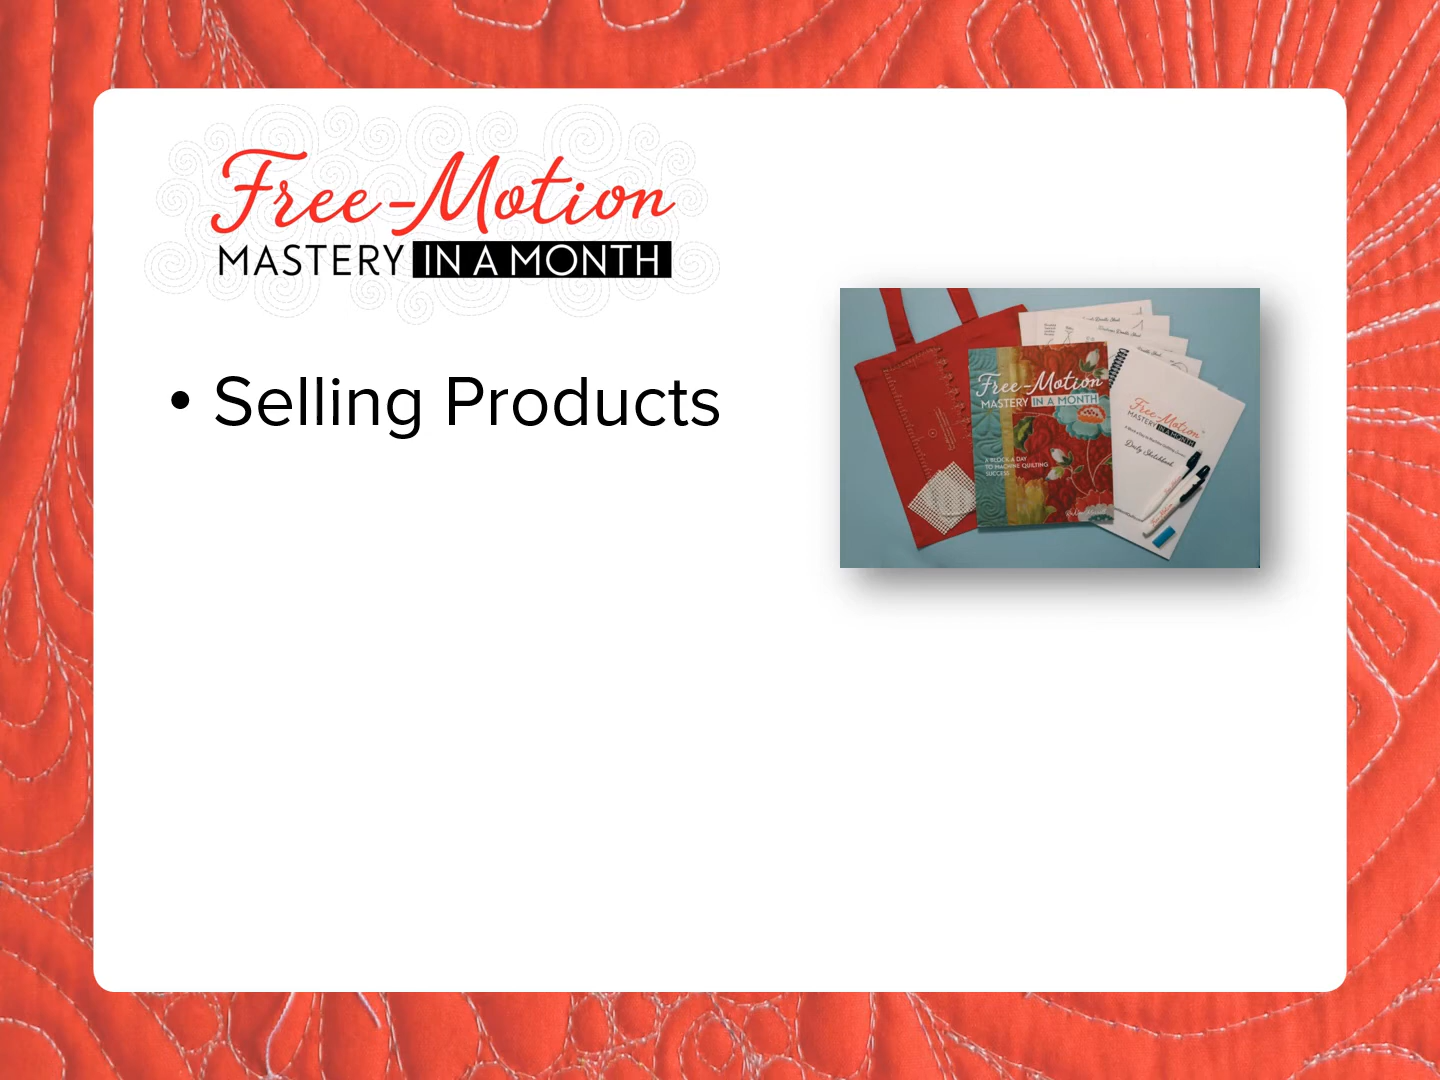 Free-Motion
MASTERY IN A MONTH
• Selling Products
Free-Motion
MASTERY IN A MONTH
A BLOCK A DAY
TO MACHINE QUILTING
SUCCESS
Free-Motion
MASTERY IN A MONTH
Daily Sketchbook